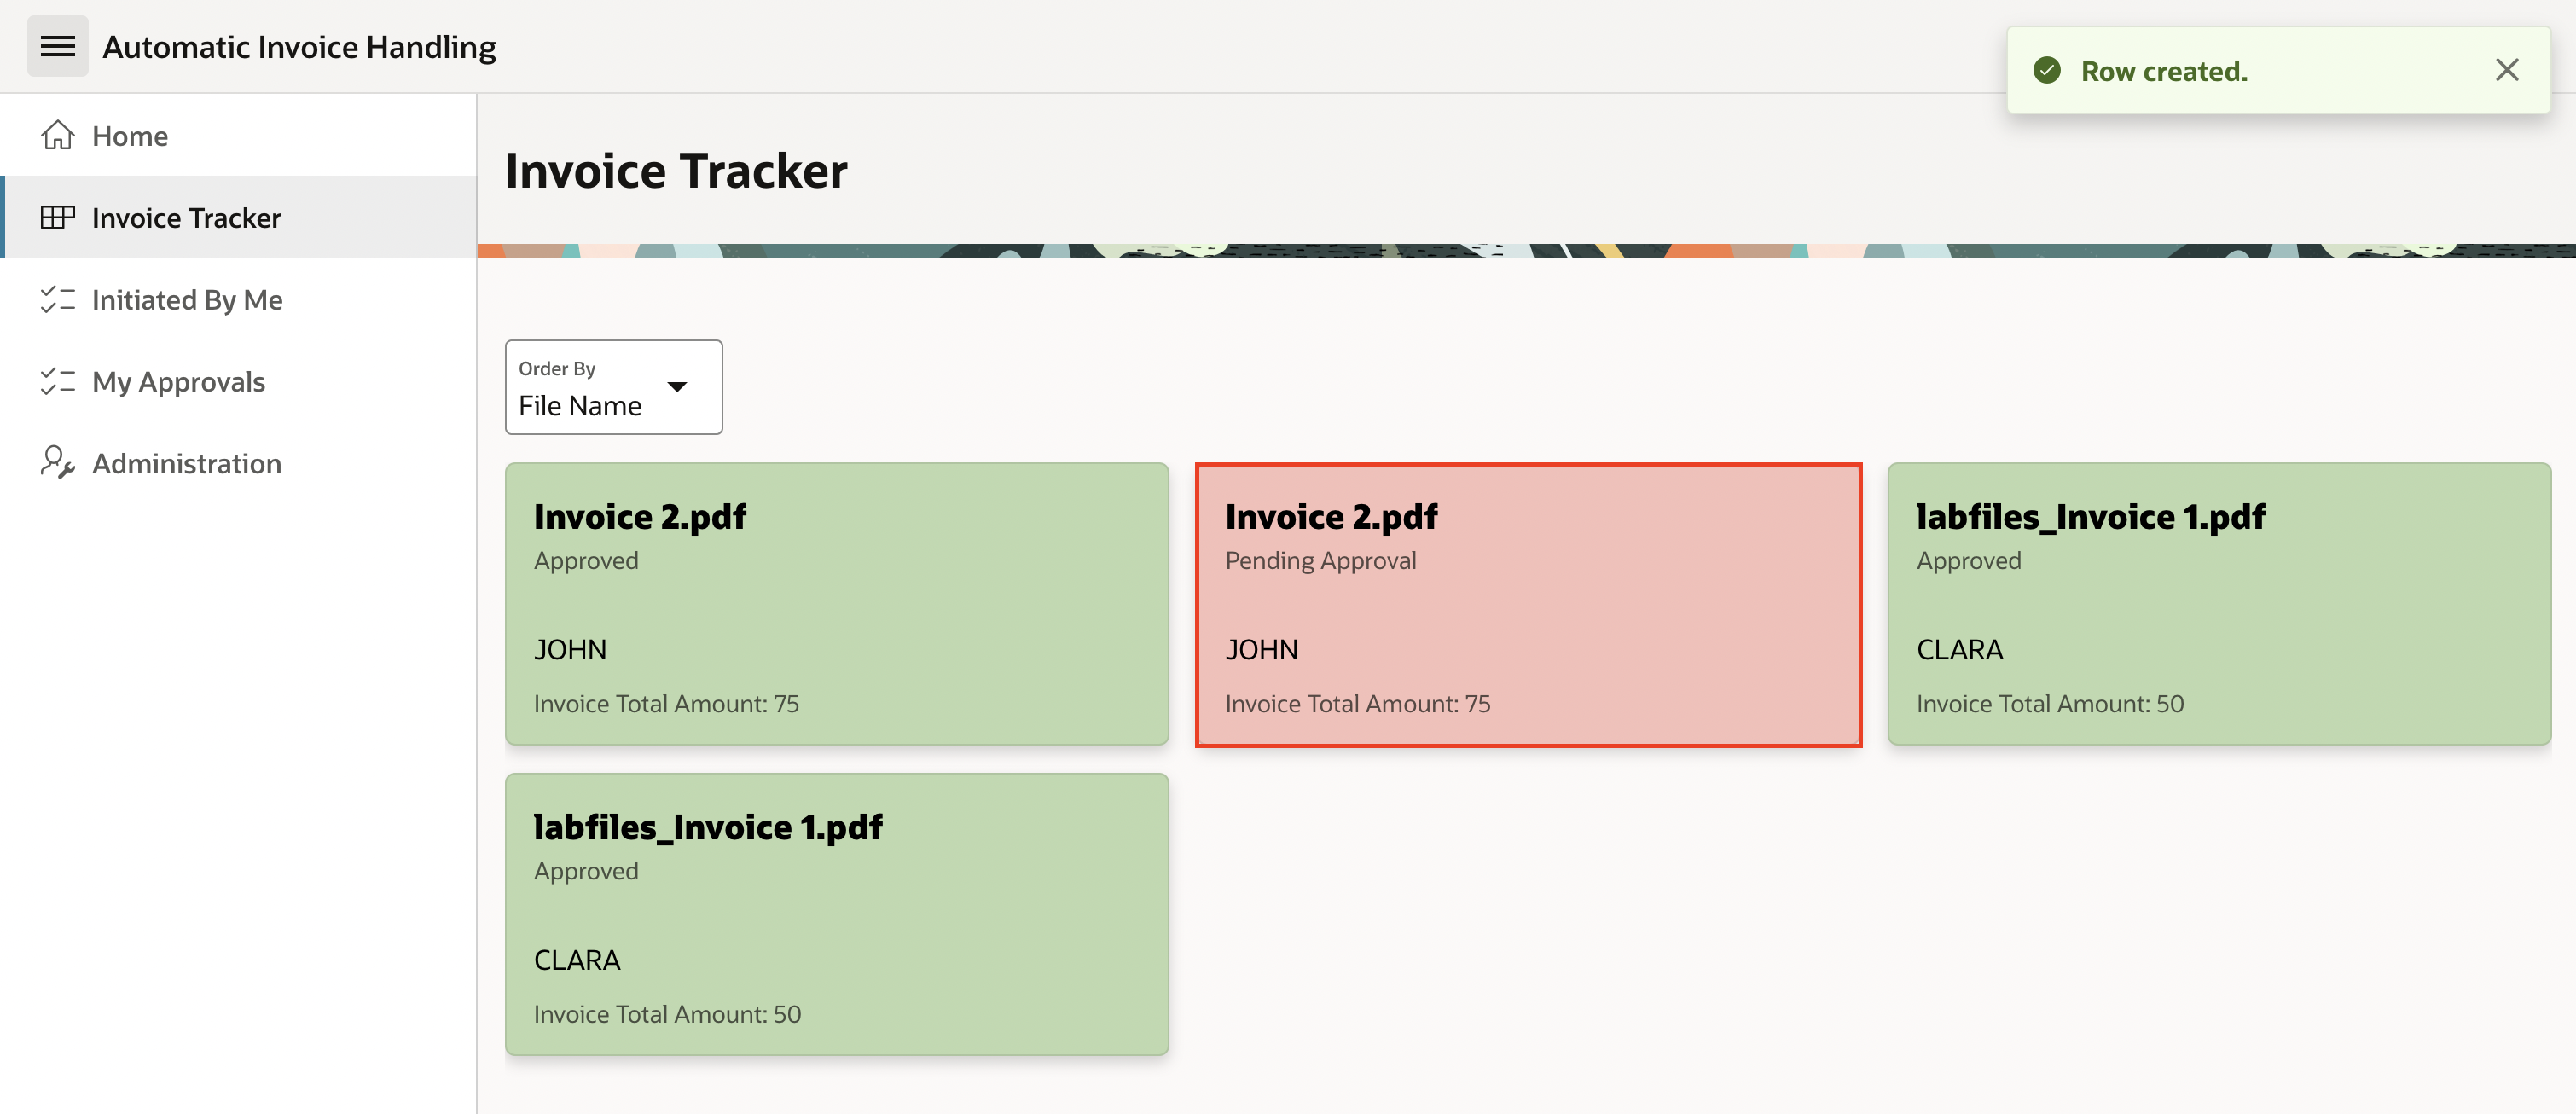 Automatic Invoice Handling
Row created.
Home
Invoice Tracker
Initiated By Me
My Approvals
Administration
Invoice Tracker
Order By
File Name
Invoice 2.pdf
Approved
JOHN
Invoice Total Amount: 75
Invoice 2.pdf
Pending Approval
JOHN
Invoice Total Amount: 75
labfiles_Invoice 1.pdf
Approved
CLARA
Invoice Total Amount: 50
labfiles_Invoice 1.pdf
Approved
CLARA
Invoice Total Amount: 50